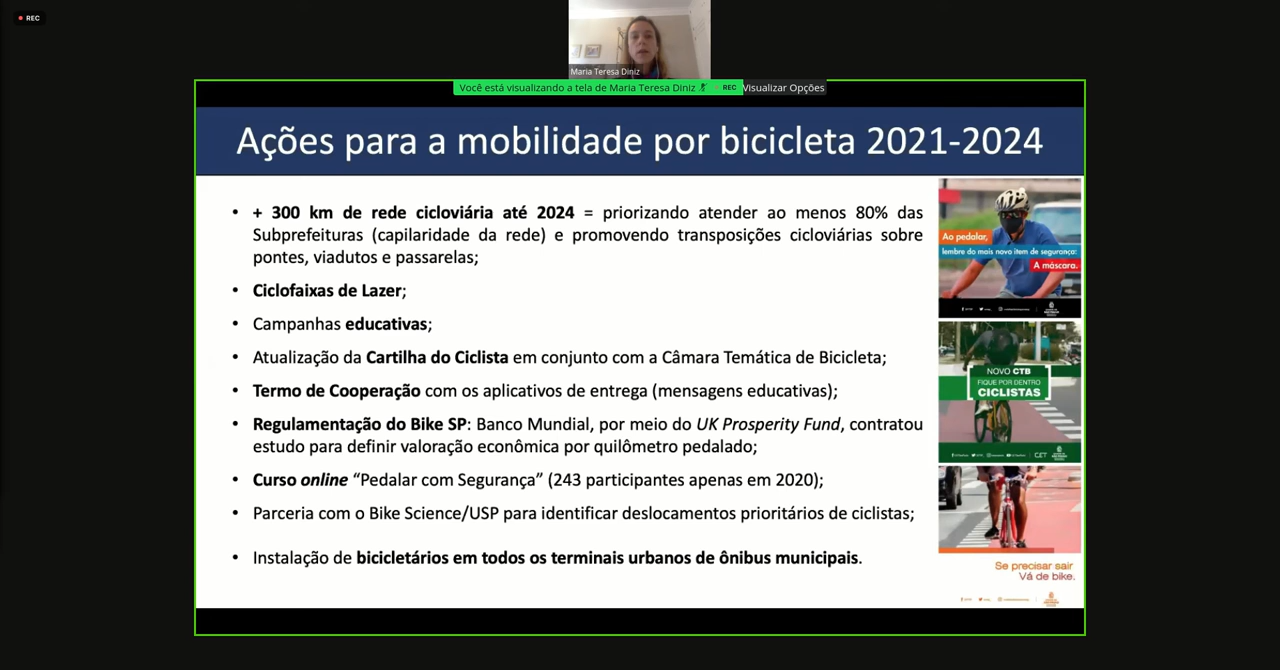 REC
Maria Teresa Diniz
Você está visualizando a tela de Maria Teresa Diniz
REC
Visualizar Opções
Ações para a mobilidade por bicicleta 2021-2024
• + 300 km de rede cicloviária até 2024 = priorizando atender ao menos 80% das
Subprefeituras (capilaridade da rede) e promovendo transposições cicloviárias sobre
pontes, viadutos e passarelas;
• Ciclofaixas de Lazer;
• Campanhas educativas;
• Atualização da Cartilha do Ciclista em conjunto com a Câmara Temática de Bicicleta;
• Termo de Cooperação com os aplicativos de entrega (mensagens educativas);
• Regulamentação do Bike SP: Banco Mundial, por meio do UK Prosperity Fund, contratou
estudo para definir valoração econômica por quilômetro pedalado;
• Curso online “Pedalar com Segurança” (243 participantes apenas em 2020);
• Parceria com o Bike Science/USP para identificar deslocamentos prioritários de ciclistas;
• Instalação de bicicletários em todos os terminais urbanos de ônibus municipais.
Ao pedalar,
lembre do mais novo item de segurança:
A máscara.
NOVO CTB
FIQUE POR DENTRO
CICLISTAS
CET
Se precisar sair
Vá de bike.